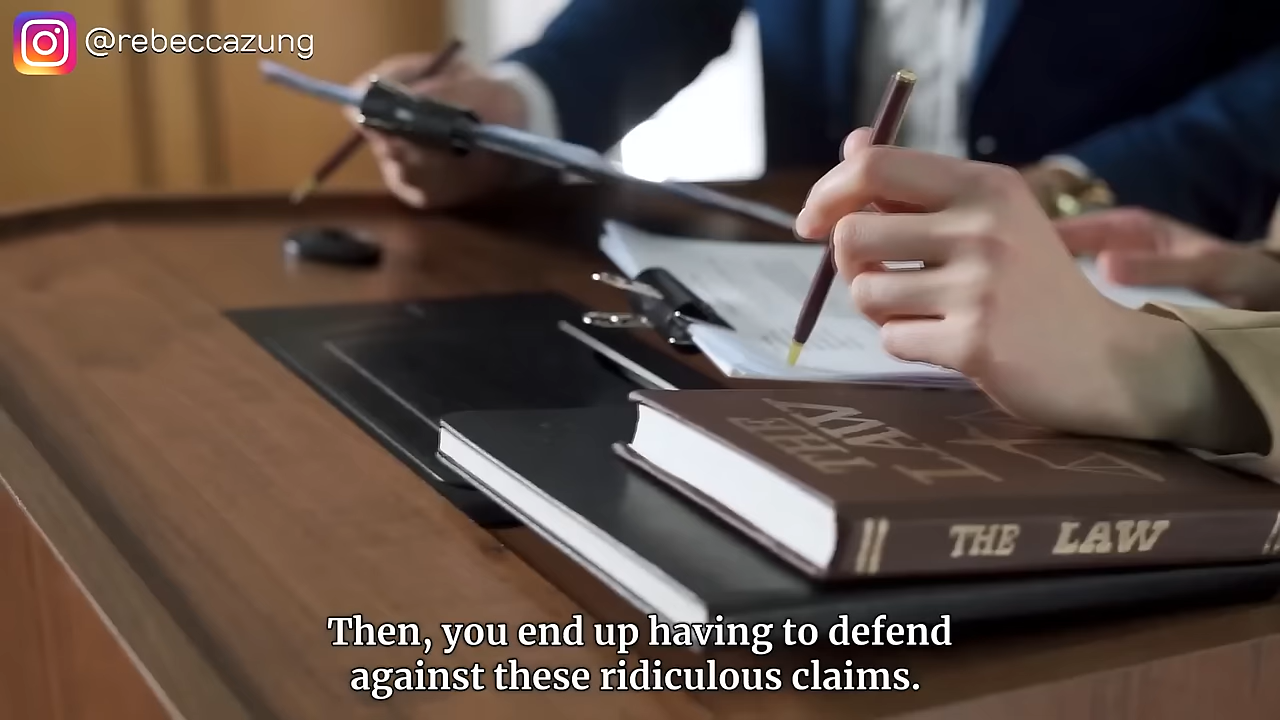 @rebeccazung
THE
LAW
THE LAW
Then, you end up having to defend
against these ridiculous claims.